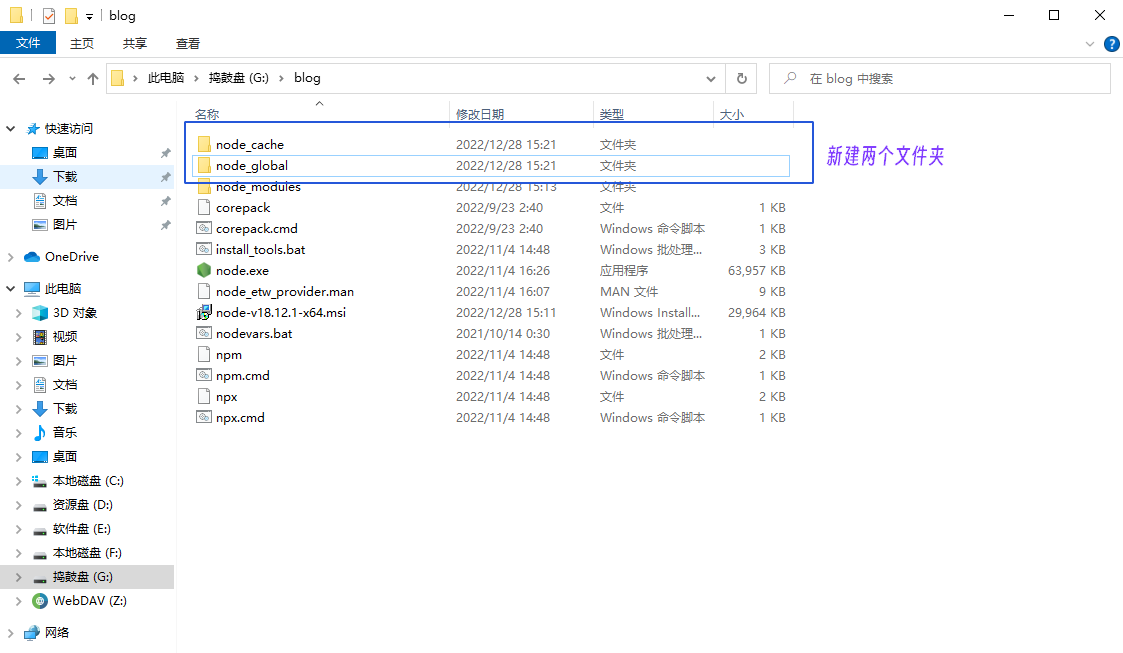 blog
文件 主页 共享 查看
此电脑 捣鼓盘 (G:) blog 在 blog 中搜索
名称 修改日期 类型 大小
快速访问
桌面
下载
文档
图片
OneDrive
此电脑
3D 对象
视频
图片
文档
下载
音乐
桌面
本地磁盘 (C:)
资源盘 (D:)
软件盘 (E:)
本地磁盘 (F:)
捣鼓盘 (G:)
WebDAV (Z:)
网络
node_cache 2022/12/28 15:21 文件夹
node_global 2022/12/28 15:21 文件夹
node_modules 2022/12/28 15:13 文件夹
corepack 2022/9/23 2:40 文件 1 KB
corepack.cmd 2022/9/23 2:40 Windows 命令脚本 1 KB
install_tools.bat 2022/11/4 14:48 Windows 批处理... 3 KB
node.exe 2022/11/4 16:26 应用程序 63,957 KB
node_etw_provider.man 2022/11/4 16:07 MAN 文件 9 KB
node-v18.12.1-x64.msi 2022/12/28 15:11 Windows Install... 29,964 KB
nodevars.bat 2021/10/14 0:30 Windows 批处理... 1 KB
npm 2022/11/4 14:48 文件 2 KB
npm.cmd 2022/11/4 14:48 Windows 命令脚本 1 KB
npx 2022/11/4 14:48 文件 2 KB
npx.cmd 2022/11/4 14:48 Windows 命令脚本 1 KB
新建两个文件夹